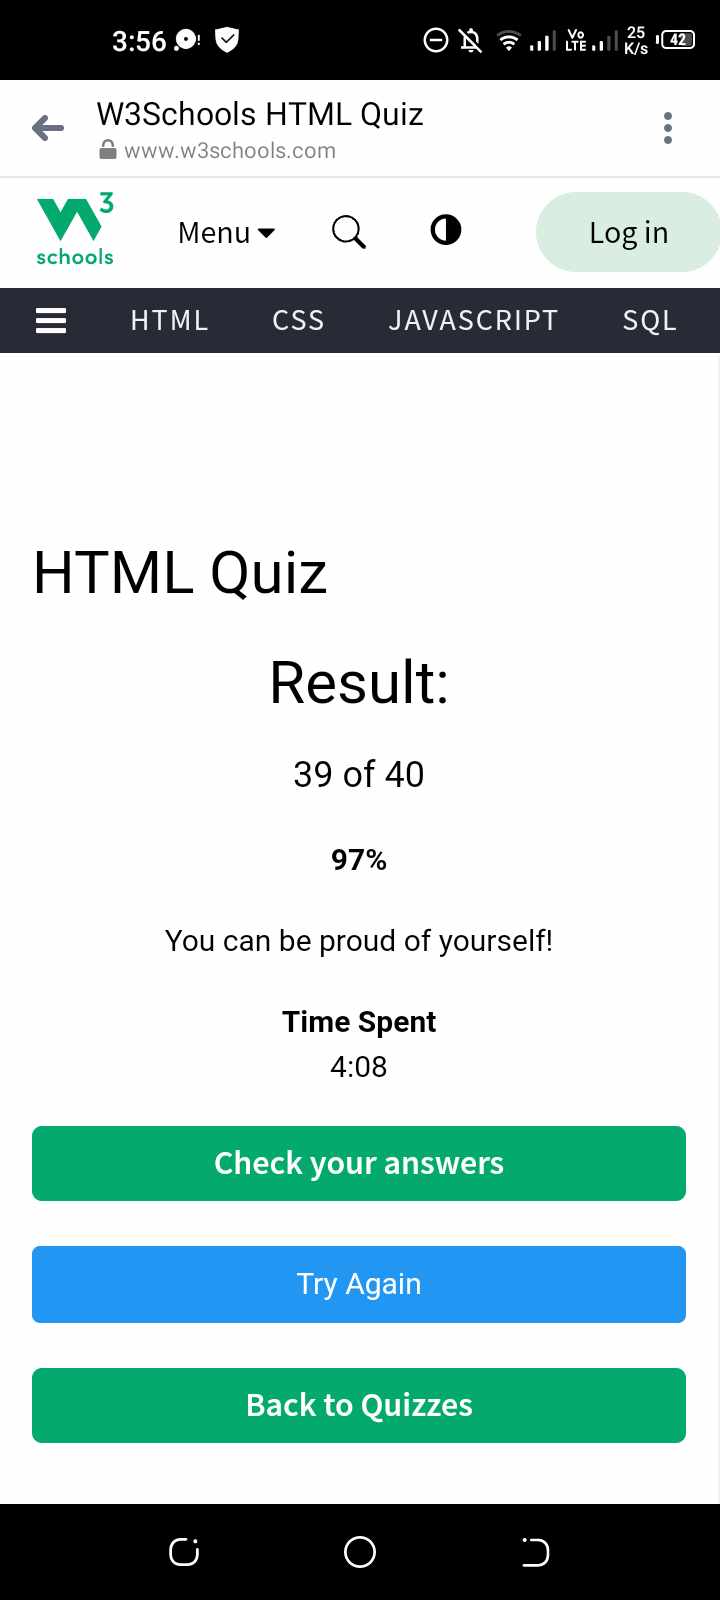 3:56
Vo
LTE
25
K/s
42
W3Schools HTML Quiz
www.w3schools.com
W3
schools
Menu
Log in
HTML
CSS
JAVASCRIPT
SQL
HTML Quiz
Result:
39 of 40
97%
You can be proud of yourself!
Time Spent
4:08
Check your answers
Try Again
Back to Quizzes